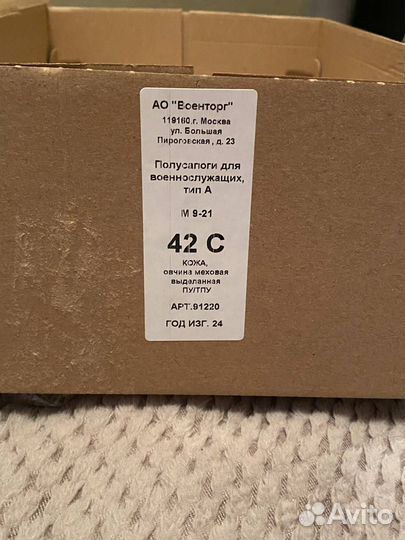 АО "Военторг"
119160,г. Москва
ул. Большая
Пироговская, д. 23
Полусапоги для
военнослужащих,
тип А
М 9-21
42 С
КОЖА,
овчина меховая
выделанная
ПУ/ТПУ
АРТ.91220
ГОД ИЗГ. 24
Avito